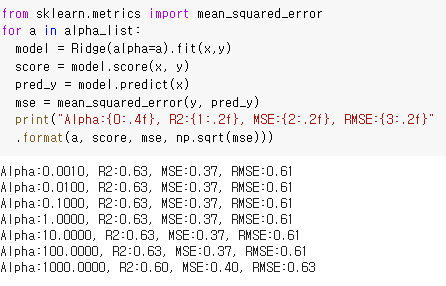 from sklearn.metrics import mean_squared_error
for a in alpha_list:
  model = Ridge(alpha=a).fit(x,y)
  score = model.score(x, y)
  pred_y = model.predict(x)
  mse = mean_squared_error(y, pred_y)
  print("Alpha:{0:.4f}, R2:{1:.2f}, MSE:{2:.2f}, RMSE:{3:.2f}"
  .format(a, score, mse, np.sqrt(mse)))
Alpha:0.0010, R2:0.63, MSE:0.37, RMSE:0.61
Alpha:0.0100, R2:0.63, MSE:0.37, RMSE:0.61
Alpha:0.1000, R2:0.63, MSE:0.37, RMSE:0.61
Alpha:1.0000, R2:0.63, MSE:0.37, RMSE:0.61
Alpha:10.0000, R2:0.63, MSE:0.37, RMSE:0.61
Alpha:100.0000, R2:0.63, MSE:0.37, RMSE:0.61
Alpha:1000.0000, R2:0.60, MSE:0.40, RMSE:0.63